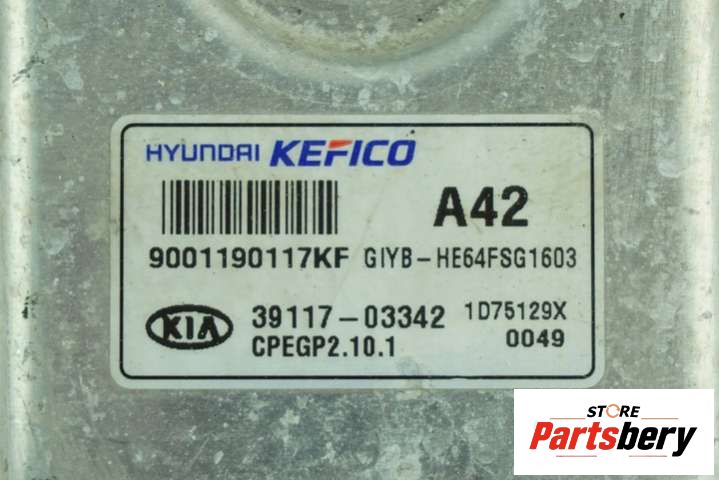 HYUNDAI KEFICO
A42
9001190117KF GIYB-HE64FSG1603
KIA 39117-03342 1D75129X
CPEGP2.10.1 0049
STORE
Partsbery